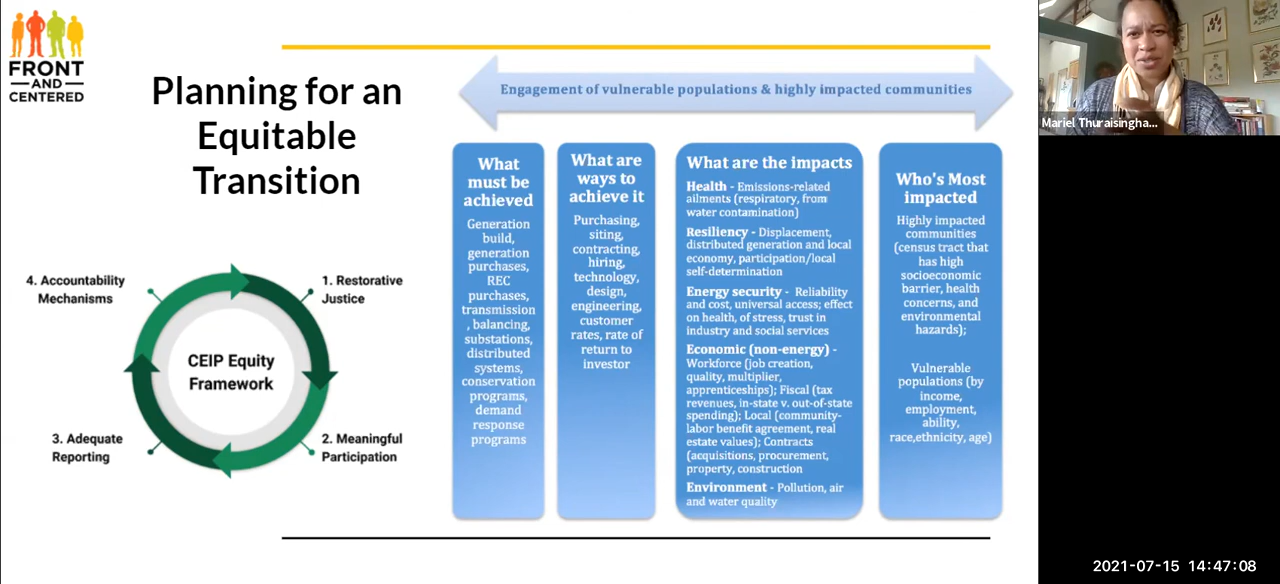 FRONT
AND
CENTERED
Planning for an
Equitable
Transition
4. Accountability
Mechanisms
1. Restorative
Justice
CEIP Equity
Framework
3. Adequate
Reporting
2. Meaningful
Participation
Engagement of vulnerable populations & highly impacted communities
What
must be
achieved
Generation
build,
generation
purchases,
REC
purchases,
transmission
, balancing,
substations,
distributed
systems,
conservation
programs,
demand
response
programs
What are
ways to
achieve it
Purchasing,
siting,
contracting,
hiring,
technology,
design,
engineering,
customer
rates, rate of
return to
investor
What are the impacts
Health - Emissions-related
ailments (respiratory, from
water contamination)
Resiliency - Displacement,
distributed generation and local
economy, participation/local
self-determination
Energy security - Reliability
and cost, universal access; effect
on health, of stress, trust in
industry and social services
Economic (non-energy) -
Workforce (job creation,
quality, multiplier,
apprenticeships); Fiscal (tax
revenues, in-state v. out-of-state
spending); Local (community-
labor benefit agreement, real
estate values); Contracts
(acquisitions, procurement,
property, construction
Environment - Pollution, air
and water quality
Who's Most
impacted
Highly impacted
communities
(census tract that
has high
socioeconomic
barrier, health
concerns, and
environmental
hazards);
Vulnerable
populations (by
income,
employment,
ability,
race,ethnicity, age)
Mariel Thuraisingha...
2021-07-15 14:47:08